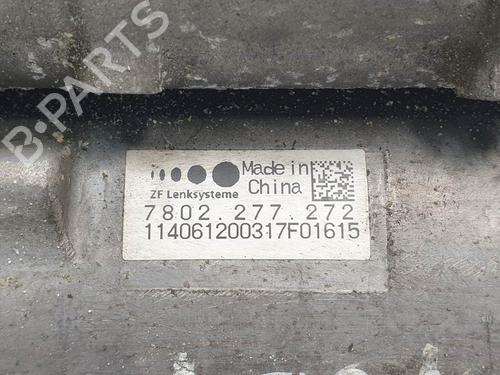 B-PARTS
Made in
China
ZF Lenksysteme
7802.277.272
114061200317F01615